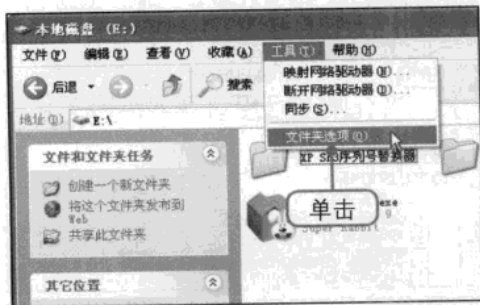 本地磁盘 (E:)
文件(F) 编辑(E) 查看(V) 收藏(A) 工具(T) 帮助(H)
映射网络驱动器(N)...
断开网络驱动器(D)...
同步(S)...
文件夹选项(O)...
后退 搜索
地址(D) E:\
文件和文件夹任务
创建一个新文件夹
将这个文件夹发布到
Web
共享此文件夹
其它位置
XP SP3序列号替换器
单击
exe
Super Rabbit